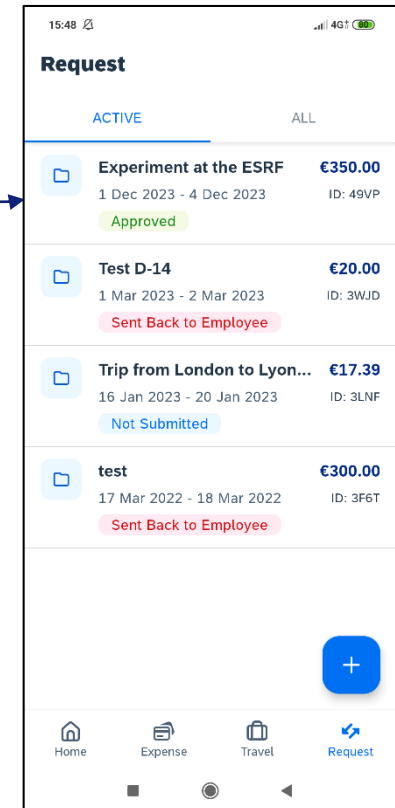 15:48 4G 80
Request
ACTIVE ALL
Experiment at the ESRF €350.00
1 Dec 2023 - 4 Dec 2023 ID: 49VP
Approved
Test D-14 €20.00
1 Mar 2023 - 2 Mar 2023 ID: 3WJD
Sent Back to Employee
Trip from London to Lyon... €17.39
16 Jan 2023 - 20 Jan 2023 ID: 3LNF
Not Submitted
test €300.00
17 Mar 2022 - 18 Mar 2022 ID: 3F6T
Sent Back to Employee
+
Home Expense Travel Request